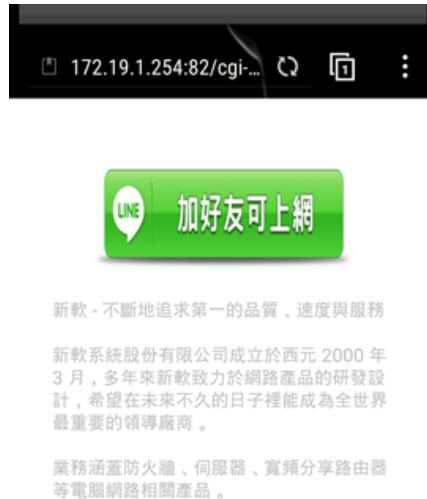 172.19.1.254:82/cgi-...
1
LINE
加好友可上網
新軟 - 不斷地追求第一的品質、速度與服務
新軟系統股份有限公司成立於西元 2000 年
3 月，多年來新軟致力於網路產品的研發設
計，希望在未來不久的日子裡能成為全世界
最重要的領導廠商。
業務涵蓋防火牆、伺服器、寬頻分享路由器
等電腦網路相關產品。